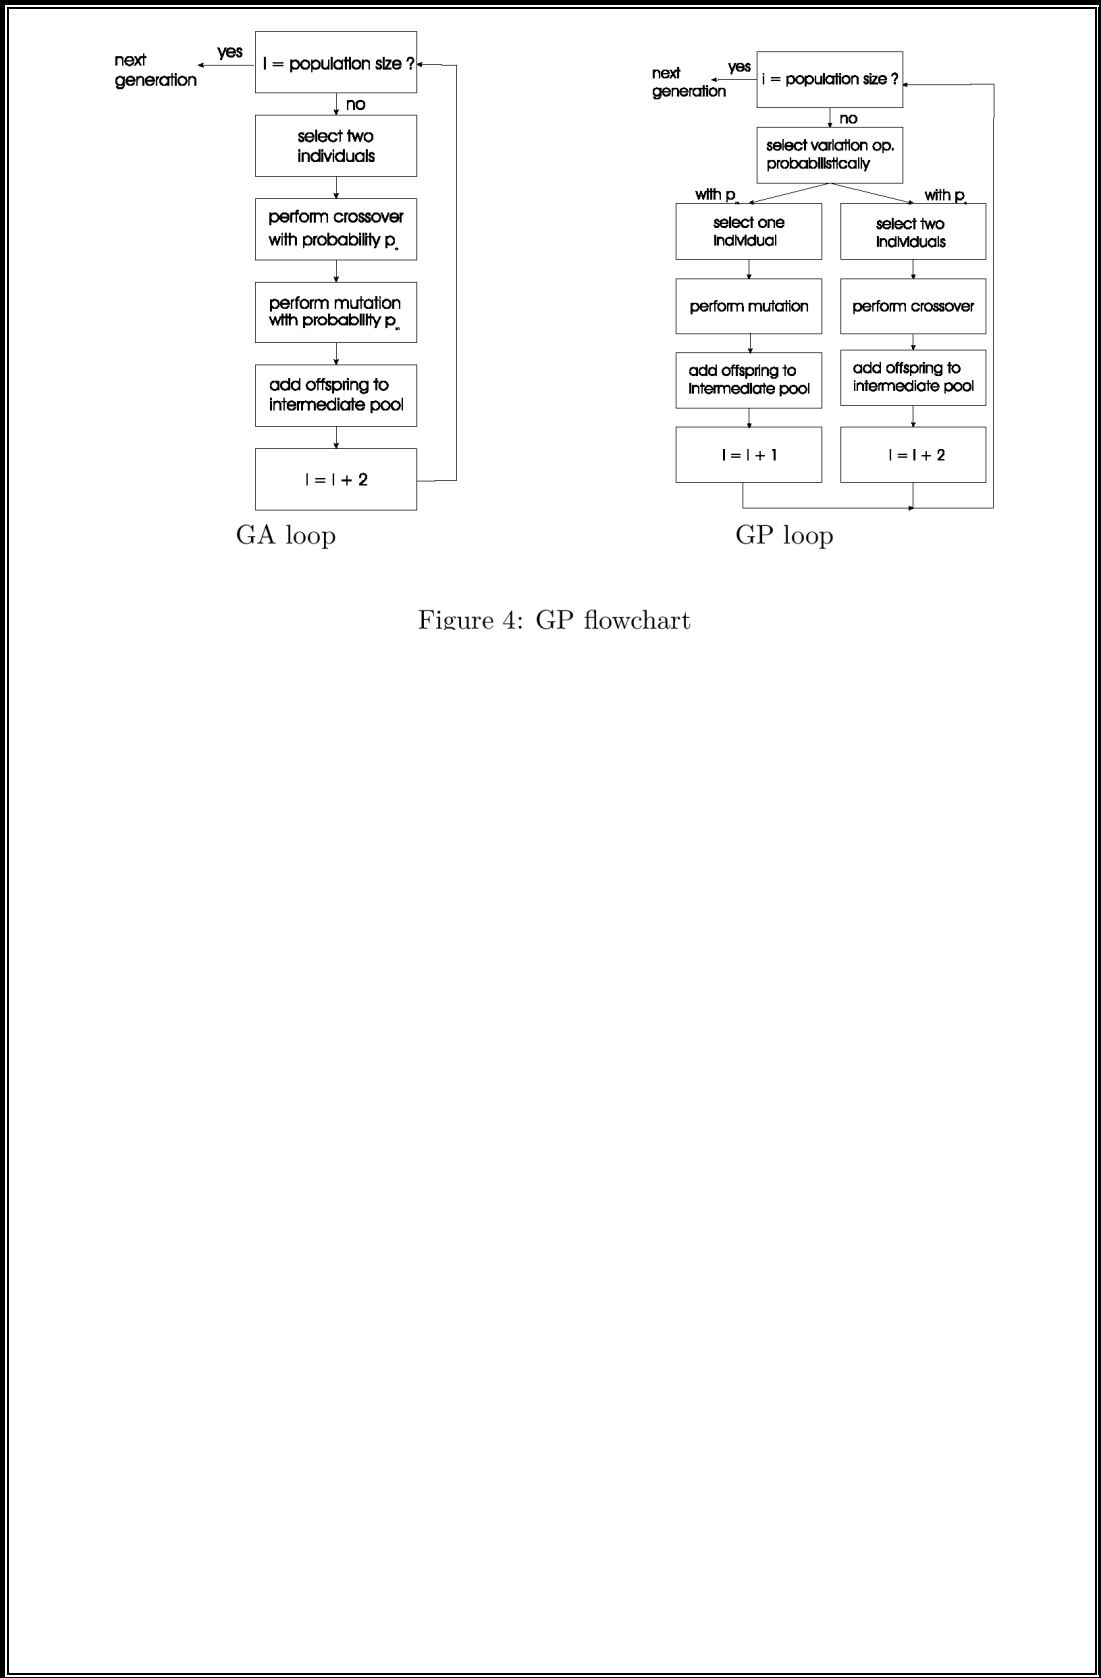 next
generation
yes
I = population size ?
no
select two
individuals
perform crossover
with probability p
perform mutation
with probability p
add offspring to
intermediate pool
I = I + 2
GA loop
next
generation
yes
i = population size ?
no
select variation op.
probabilistically
with p
select one
individual
perform mutation
add offspring to
intermediate pool
I = I + 1
with p
select two
individuals
perform crossover
add offspring to
intermediate pool
I = I + 2
GP loop
Figure 4: GP flowchart